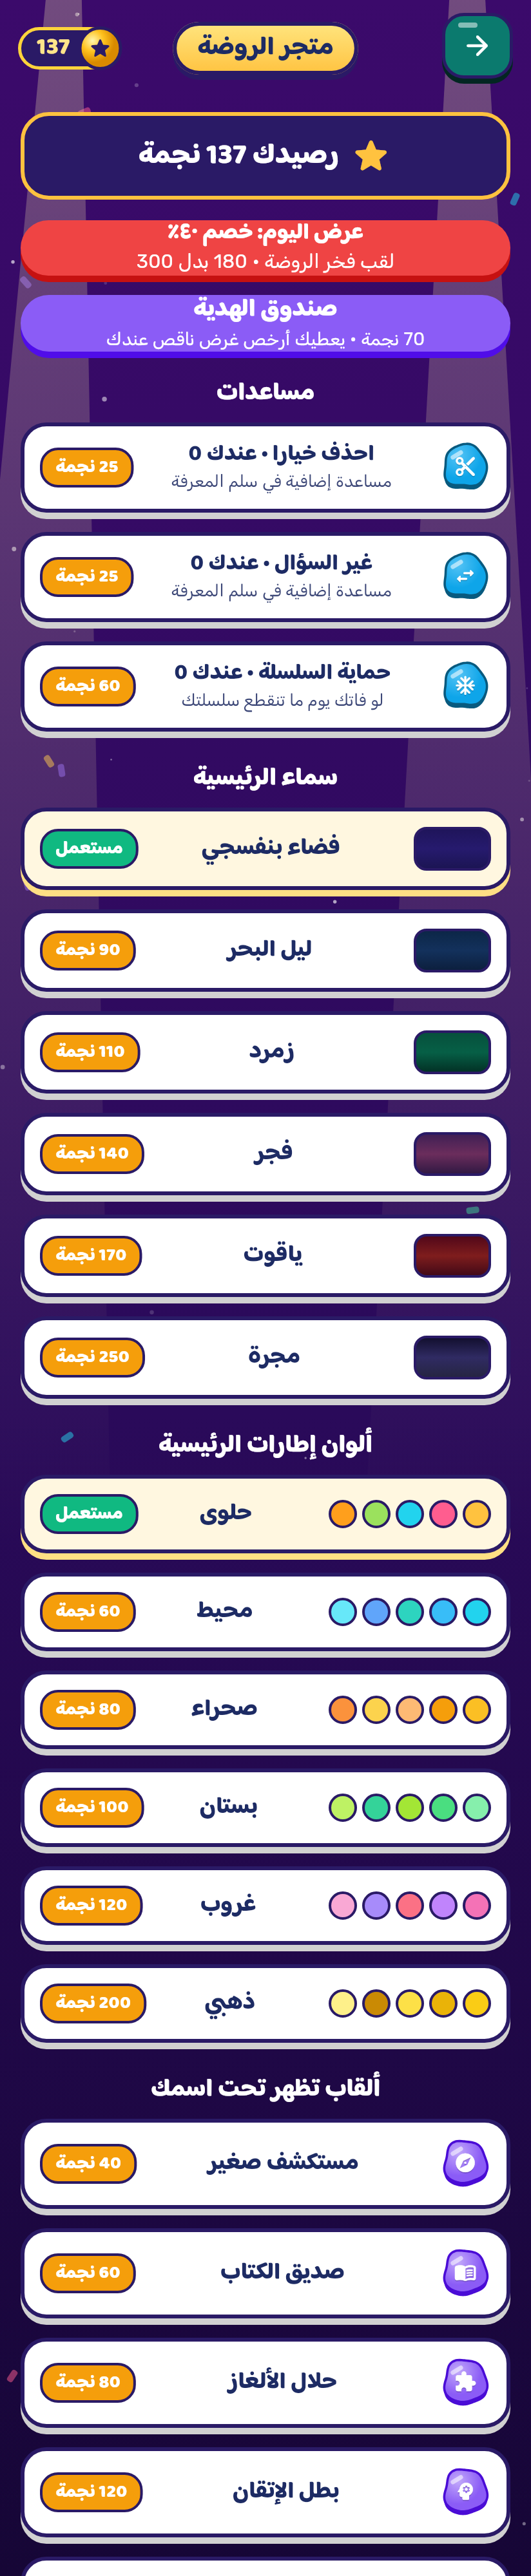 متجر الروضة
137
رصيدك 137 نجمة
عرض اليوم: خصم ٤٠٪
لقب فخر الروضة • 180 بدل 300
صندوق الهدية
70 نجمة • يعطيك أرخص غرض ناقص عندك
مساعدات
احذف خيارا • عندك 0
مساعدة إضافية في سلم المعرفة
25 نجمة
غير السؤال • عندك 0
مساعدة إضافية في سلم المعرفة
25 نجمة
حماية السلسلة • عندك 0
لو فاتك يوم ما تنقطع سلسلتك
60 نجمة
سماء الرئيسية
فضاء بنفسجي
مستعمل
ليل البحر
90 نجمة
زمرد
110 نجمة
فجر
140 نجمة
ياقوت
170 نجمة
مجرة
250 نجمة
ألوان إطارات الرئيسية
حلوى
مستعمل
محيط
60 نجمة
صحراء
80 نجمة
بستان
100 نجمة
غروب
120 نجمة
ذهبي
200 نجمة
ألقاب تظهر تحت اسمك
مستكشف صغير
40 نجمة
صديق الكتاب
60 نجمة
حلال الألغاز
80 نجمة
بطل الإتقان
120 نجمة